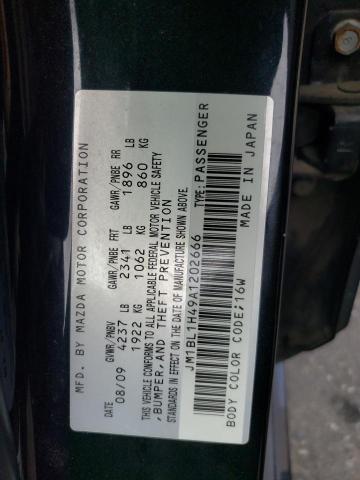 MFD. BY MAZDA MOTOR CORPORATION
DATE GVWR/PNBV GAWR/PNBE FRT GAWR/PNBE RR
08/09 4237 LB 2341 LB 1896 LB
1922 KG 1062 KG 860 KG
THIS VEHICLE CONFORMS TO ALL APPLICABLE FEDERAL MOTOR VEHICLE SAFETY
, BUMPER, AND THEFT PREVENTION
STANDARDS IN EFFECT ON THE DATE OF MANUFACTURE SHOWN ABOVE.
JM1BL1H49A1202666 TYPE: PASSENGER
BODY COLOR CODE: 16W MADE IN JAPAN